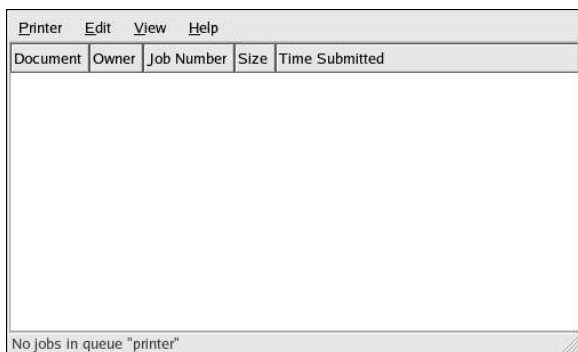 Printer Edit View Help
Document Owner Job Number Size Time Submitted
No jobs in queue "printer"